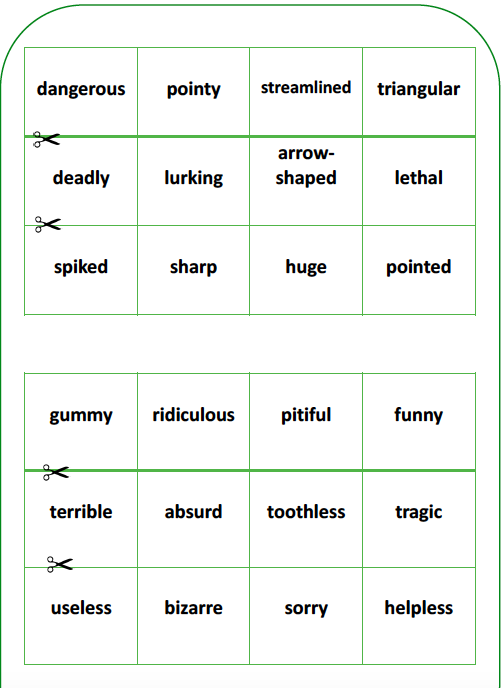 dangerous pointy streamlined triangular
deadly lurking arrow-shaped lethal
spiked sharp huge pointed
gummy ridiculous pitiful funny
terrible absurd toothless tragic
useless bizarre sorry helpless